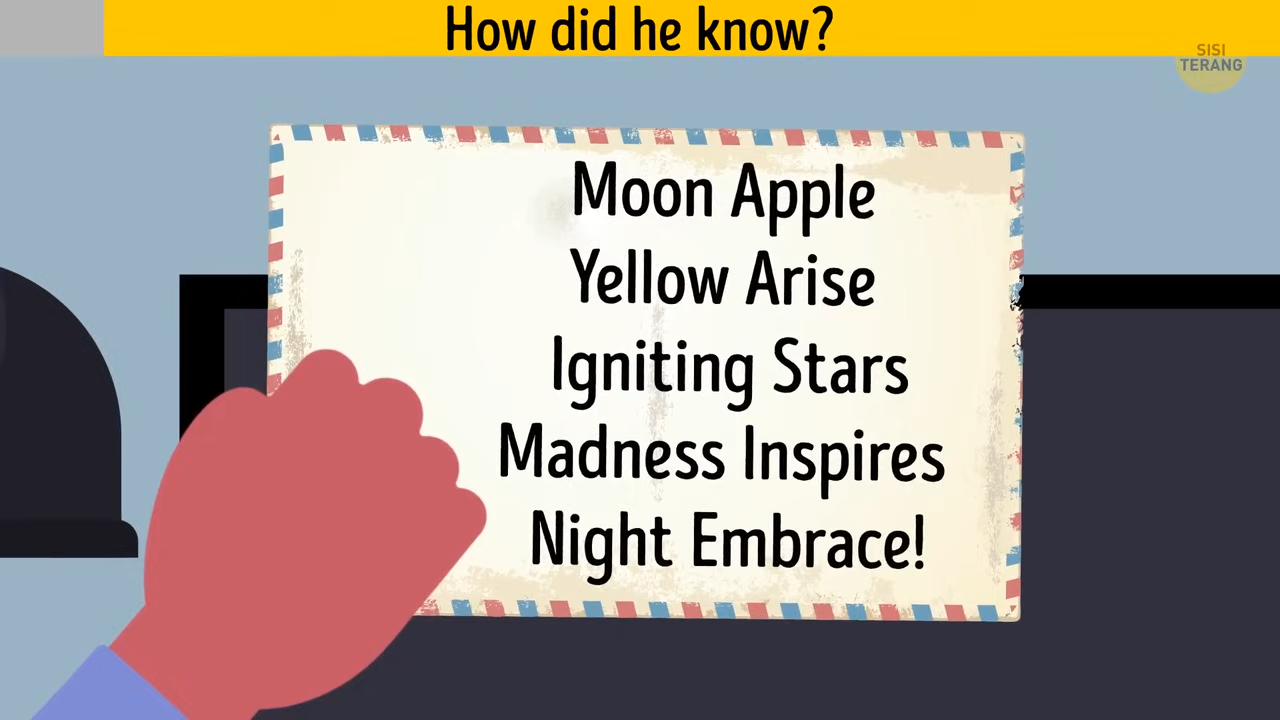 How did he know?
SISI
TERANG
Moon Apple
Yellow Arise
Igniting Stars
Madness Inspires
Night Embrace!